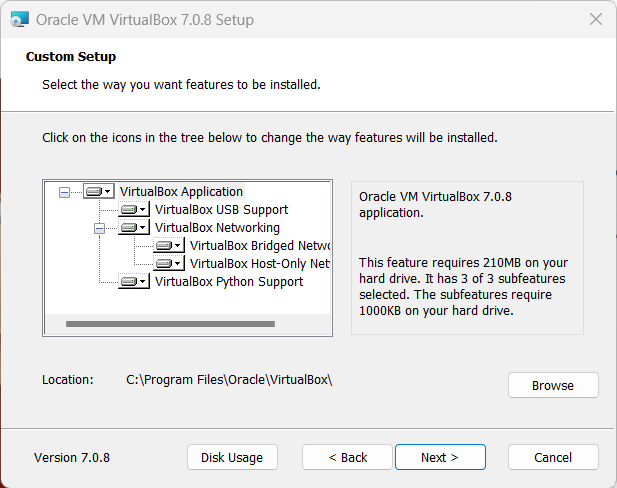 Oracle VM VirtualBox 7.0.8 Setup
Custom Setup
Select the way you want features to be installed.
Click on the icons in the tree below to change the way features will be installed.
VirtualBox Application
VirtualBox USB Support
VirtualBox Networking
VirtualBox Bridged Netw
VirtualBox Host-Only Net
VirtualBox Python Support
Oracle VM VirtualBox 7.0.8
application.
This feature requires 210MB on your
hard drive. It has 3 of 3 subfeatures
selected. The subfeatures require
1000KB on your hard drive.
Location: C:\Program Files\Oracle\VirtualBox\
Browse
Version 7.0.8 Disk Usage < Back Next > Cancel